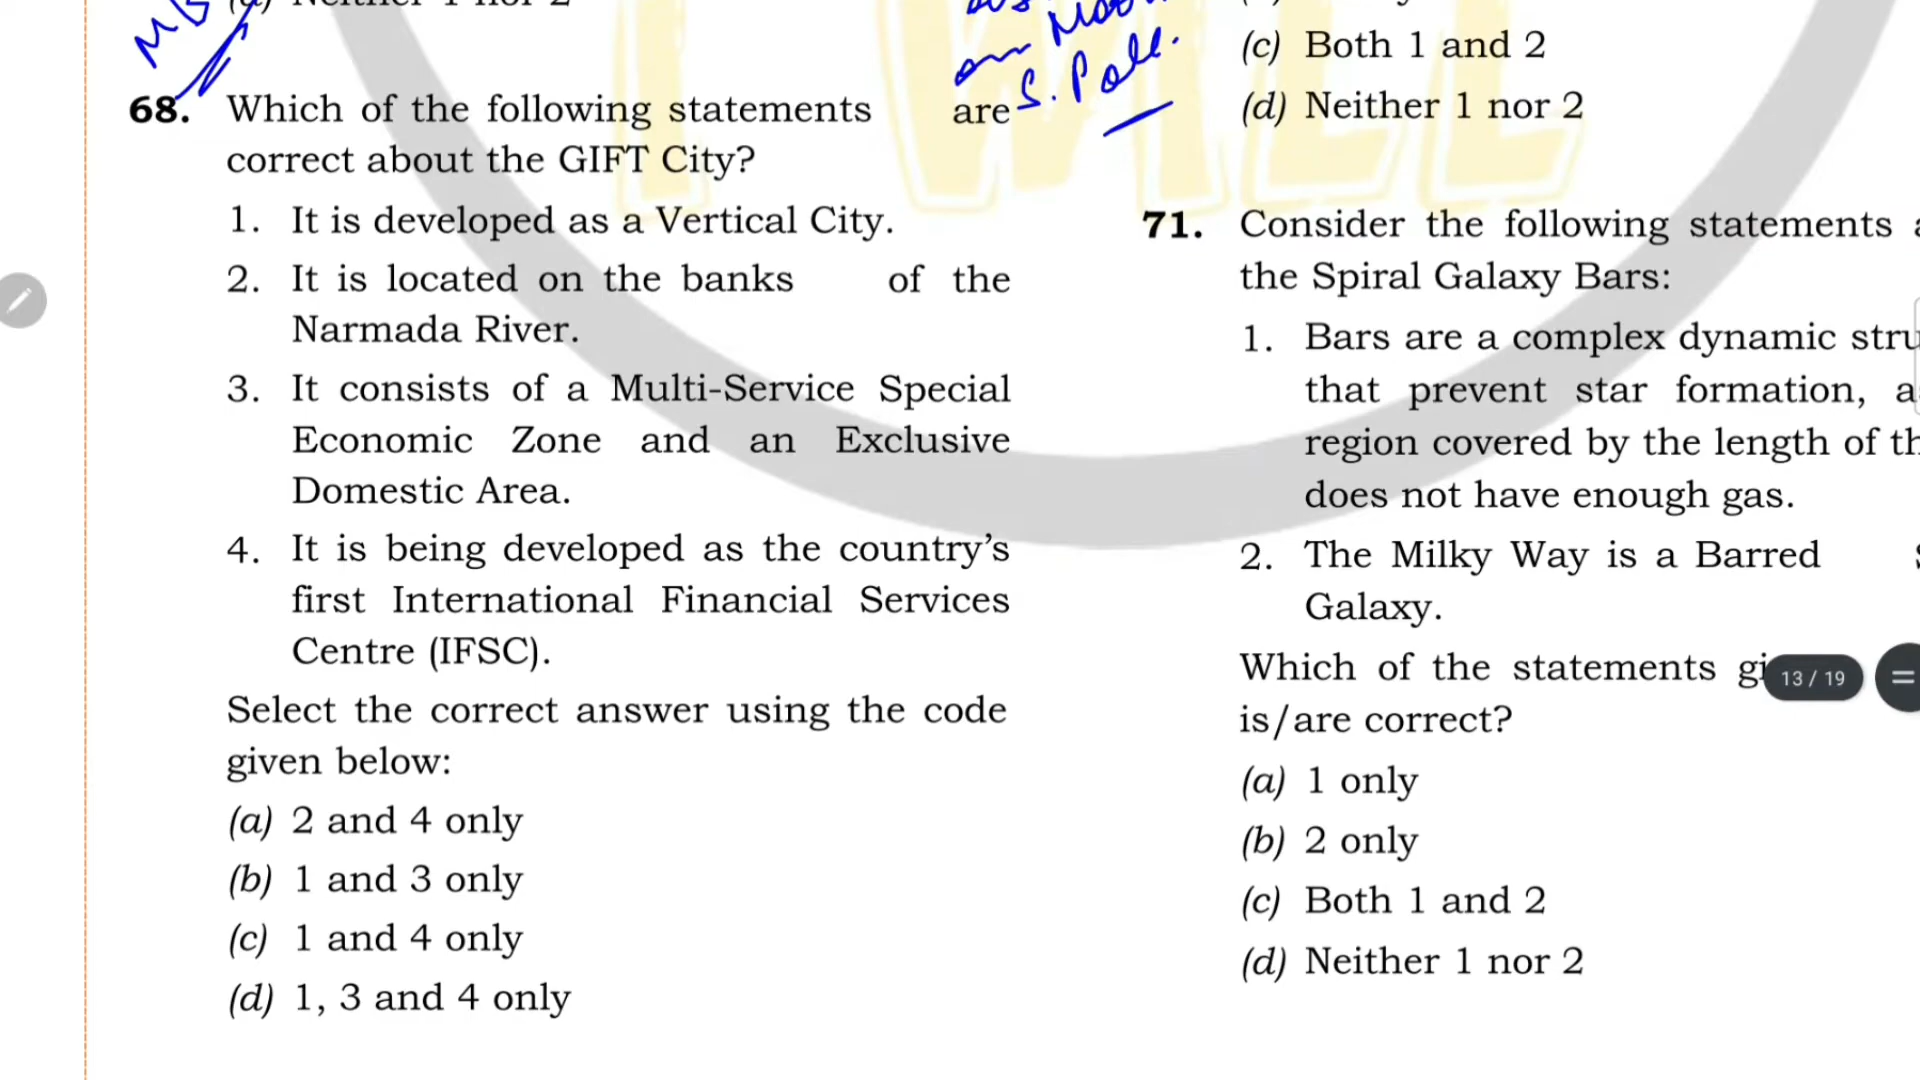 68. Which of the following statements are
correct about the GIFT City?
1. It is developed as a Vertical City.
2. It is located on the banks of the
Narmada River.
3. It consists of a Multi-Service Special
Economic Zone and an Exclusive
Domestic Area.
4. It is being developed as the country's
first International Financial Services
Centre (IFSC).
Select the correct answer using the code
given below:
(a) 2 and 4 only
(b) 1 and 3 only
(c) 1 and 4 only
(d) 1, 3 and 4 only
on
S. Pole.
(c) Both 1 and 2
(d) Neither 1 nor 2
71. Consider the following statements
the Spiral Galaxy Bars:
1. Bars are a complex dynamic
that prevent star formation,
region covered by the length of
does not have enough gas.
2. The Milky Way is a Barred
Galaxy.
Which of the statements
is/are correct?
(a) 1 only
(b) 2 only
(c) Both 1 and 2
(d) Neither 1 nor 2
13 / 19